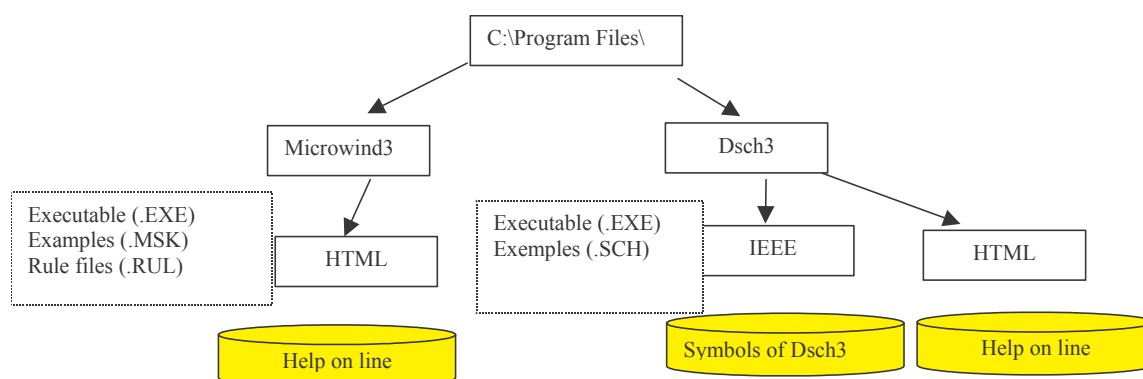 C:\Program Files\
Microwind3
Dsch3
Executable (.EXE)
Examples (.MSK)
Rule files (.RUL)
HTML
Executable (.EXE)
Exemples (.SCH)
IEEE
HTML
Help on line
Symbols of Dsch3
Help on line